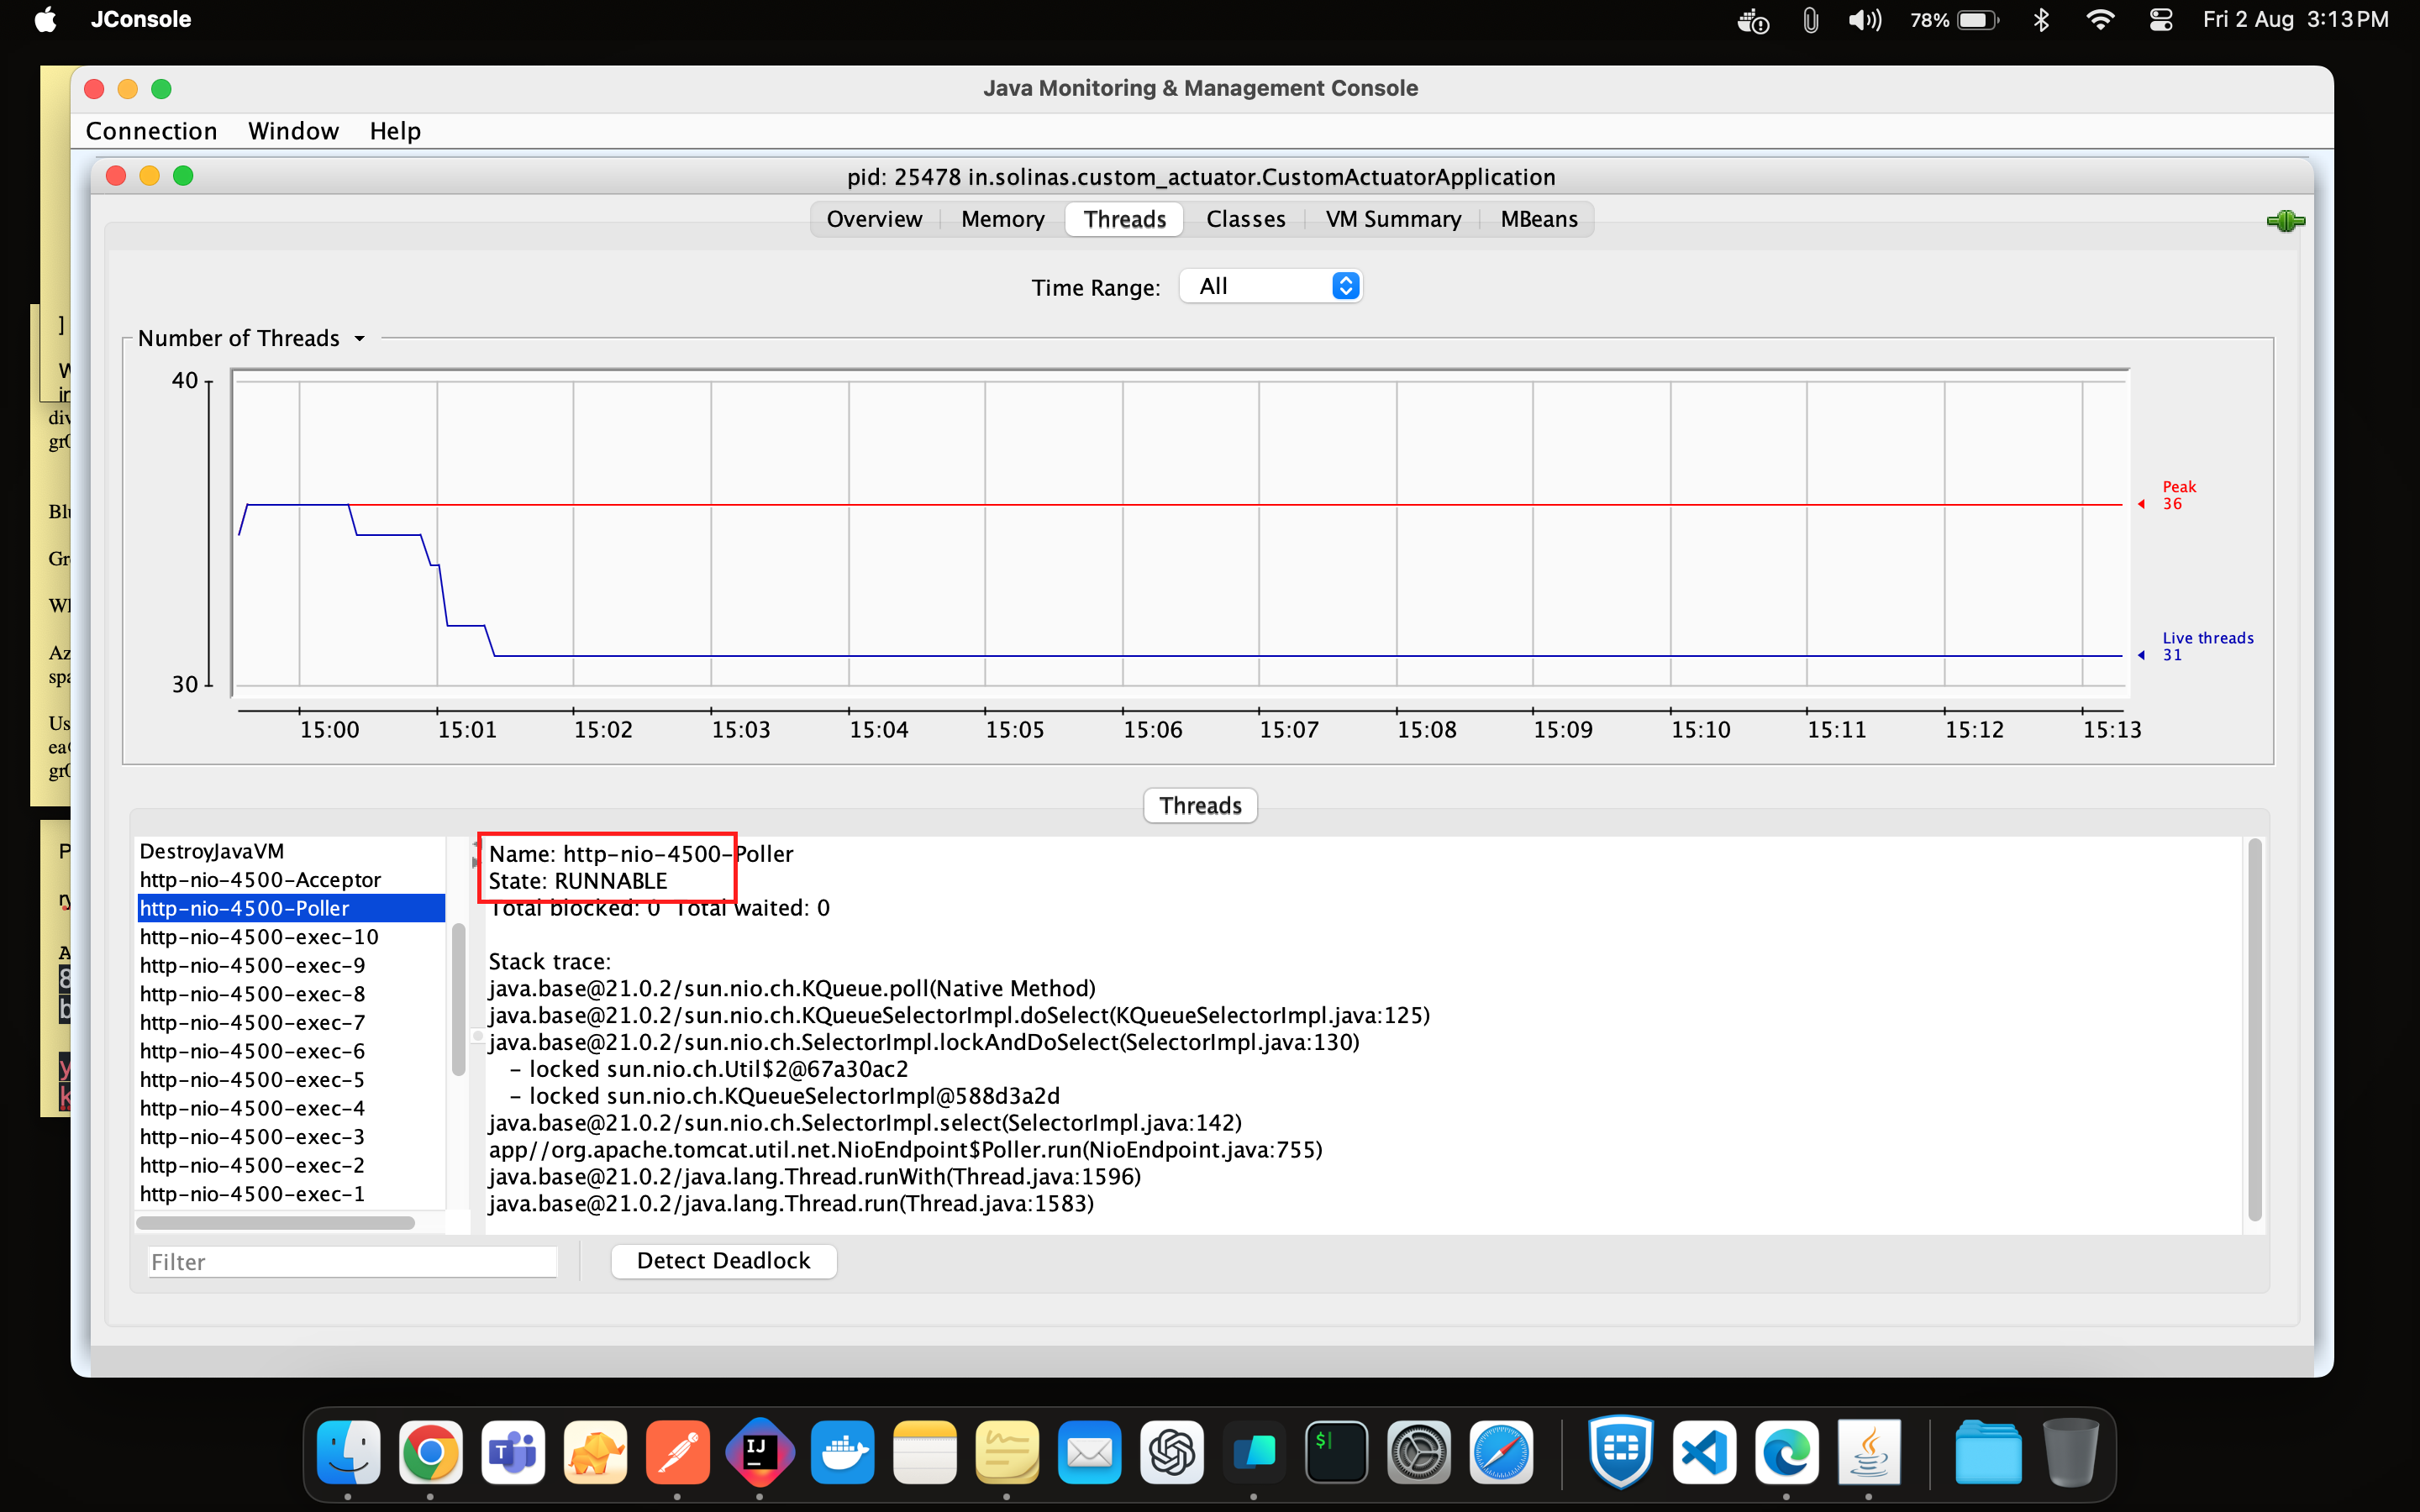 JConsole
78%
Fri 2 Aug 3:13 PM
Java Monitoring & Management Console
Connection Window Help
pid: 25478 in.solinas.custom_actuator.CustomActuatorApplication
Overview Memory Threads Classes VM Summary MBeans
Time Range: All
Number of Threads
40
30
Peak
36
Live threads
31
15:00 15:01 15:02 15:03 15:04 15:05 15:06 15:07 15:08 15:09 15:10 15:11 15:12 15:13
Threads
DestroyJavaVM
http-nio-4500-Acceptor
http-nio-4500-Poller
http-nio-4500-exec-10
http-nio-4500-exec-9
http-nio-4500-exec-8
http-nio-4500-exec-7
http-nio-4500-exec-6
http-nio-4500-exec-5
http-nio-4500-exec-4
http-nio-4500-exec-3
http-nio-4500-exec-2
http-nio-4500-exec-1
Name: http-nio-4500-Poller
State: RUNNABLE
Total blocked: 0 Total waited: 0
Stack trace:
java.base@21.0.2/sun.nio.ch.KQueue.poll(Native Method)
java.base@21.0.2/sun.nio.ch.KQueueSelectorImpl.doSelect(KQueueSelectorImpl.java:125)
java.base@21.0.2/sun.nio.ch.SelectorImpl.lockAndDoSelect(SelectorImpl.java:130)
- locked sun.nio.ch.Util$2@67a30ac2
- locked sun.nio.ch.KQueueSelectorImpl@588d3a2d
java.base@21.0.2/sun.nio.ch.SelectorImpl.select(SelectorImpl.java:142)
app//org.apache.tomcat.util.net.NioEndpoint$Poller.run(NioEndpoint.java:755)
java.base@21.0.2/java.lang.Thread.runWith(Thread.java:1596)
java.base@21.0.2/java.lang.Thread.run(Thread.java:1583)
Filter
Detect Deadlock